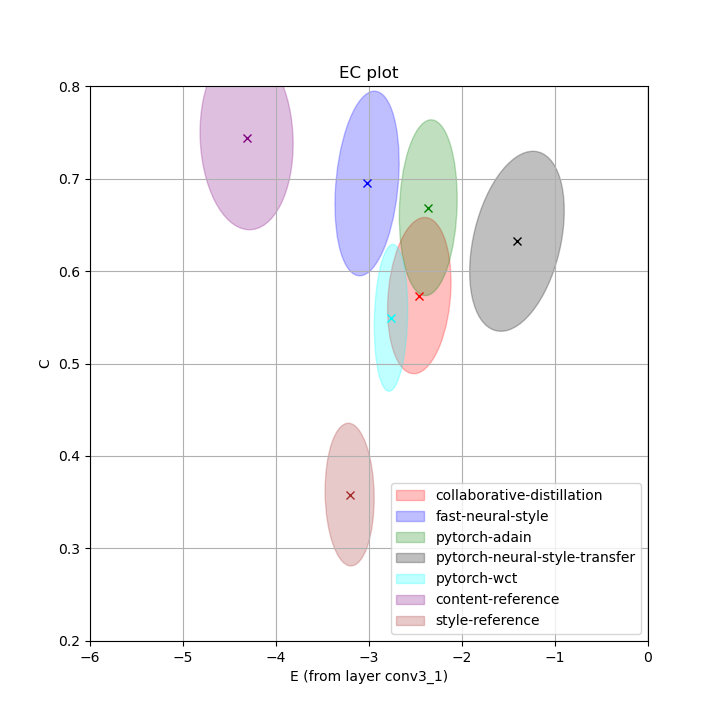 EC plot
0.8
0.7
0.6
0.5
0.4
0.3
0.2
C
−6
−5
−4
−3
−2
−1
0
E (from layer conv3_1)
collaborative-distillation
fast-neural-style
pytorch-adain
pytorch-neural-style-transfer
pytorch-wct
content-reference
style-reference